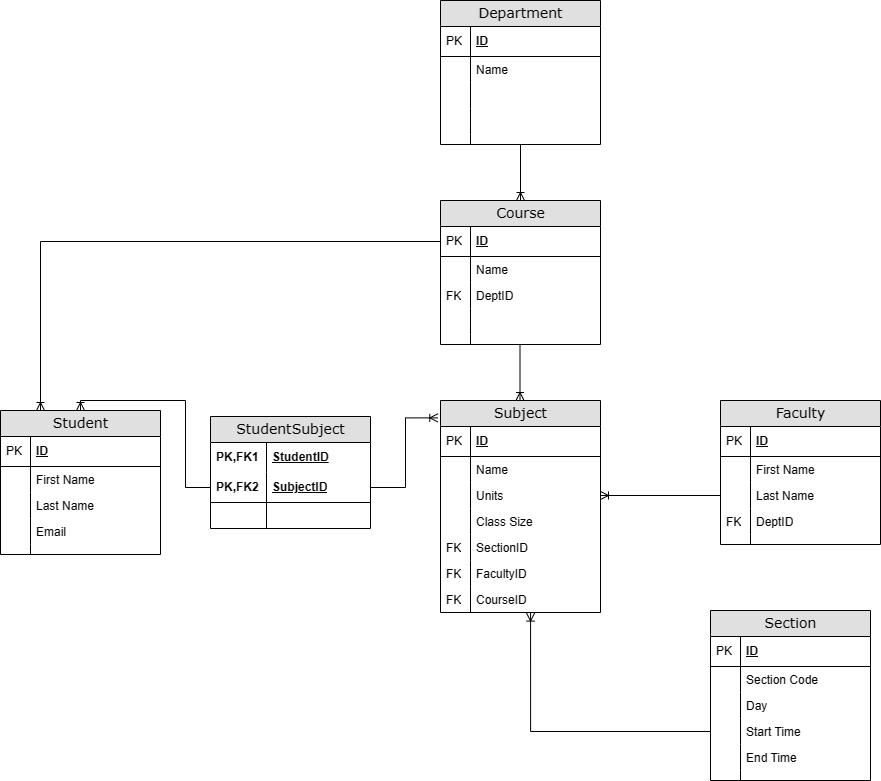 Department
PK ID
Name
Course
PK ID
Name
FK DeptID
Student
PK ID
First Name
Last Name
Email
StudentSubject
PK,FK1 StudentID
PK,FK2 SubjectID
Subject
PK ID
Name
Units
Class Size
FK SectionID
FK FacultyID
FK CourseID
Faculty
PK ID
First Name
Last Name
FK DeptID
Section
PK ID
Section Code
Day
Start Time
End Time